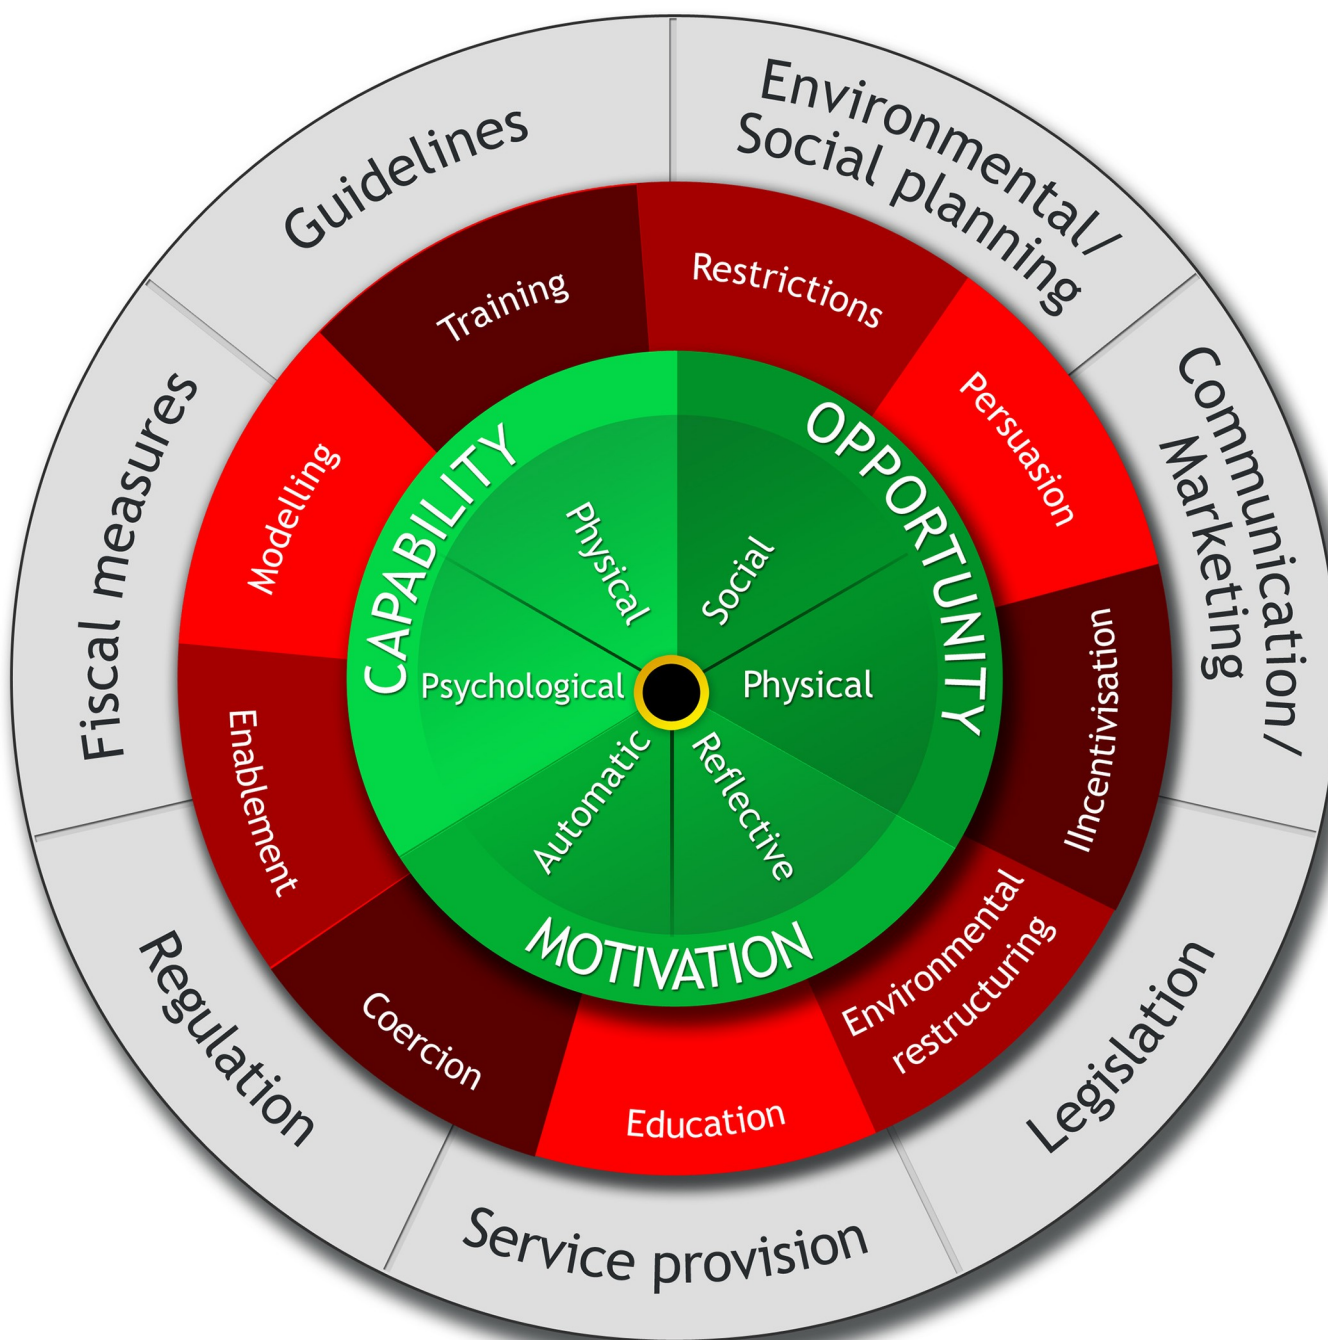 Environmental/
Social planning
Communication/
Marketing
Legislation
Service provision
Regulation
Fiscal measures
Guidelines
Restrictions
Persuasion
IIncentivisation
Environmental
restructuring
Education
Coercion
Enablement
Modelling
Training
OPPORTUNITY
MOTIVATION
CAPABILITY
Social
Physical
Reflective
Automatic
Psychological
Physical